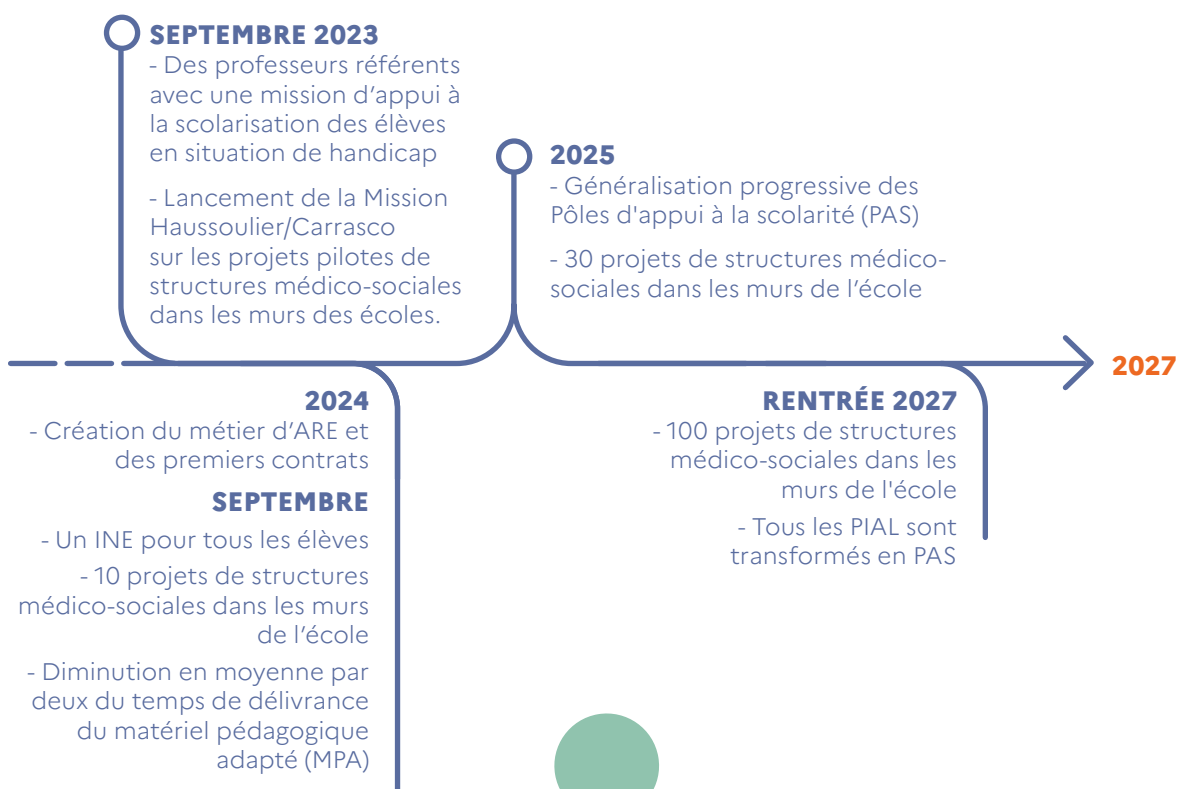 SEPTEMBRE 2023
- Des professeurs référents
avec une mission d’appui à
la scolarisation des élèves
en situation de handicap
- Lancement de la Mission
Haussoulier/Carrasco
sur les projets pilotes de
structures médico-sociales
dans les murs des écoles.
2025
- Généralisation progressive des
Pôles d'appui à la scolarité (PAS)
- 30 projets de structures médico-
sociales dans les murs de l’école
2027
2024
- Création du métier d’ARE et
des premiers contrats
SEPTEMBRE
- Un INE pour tous les élèves
- 10 projets de structures
médico-sociales dans les murs
de l’école
- Diminution en moyenne par
deux du temps de délivrance
du matériel pédagogique
adapté (MPA)
RENTRÉE 2027
- 100 projets de structures
médico-sociales dans les
murs de l'école
- Tous les PIAL sont
transformés en PAS